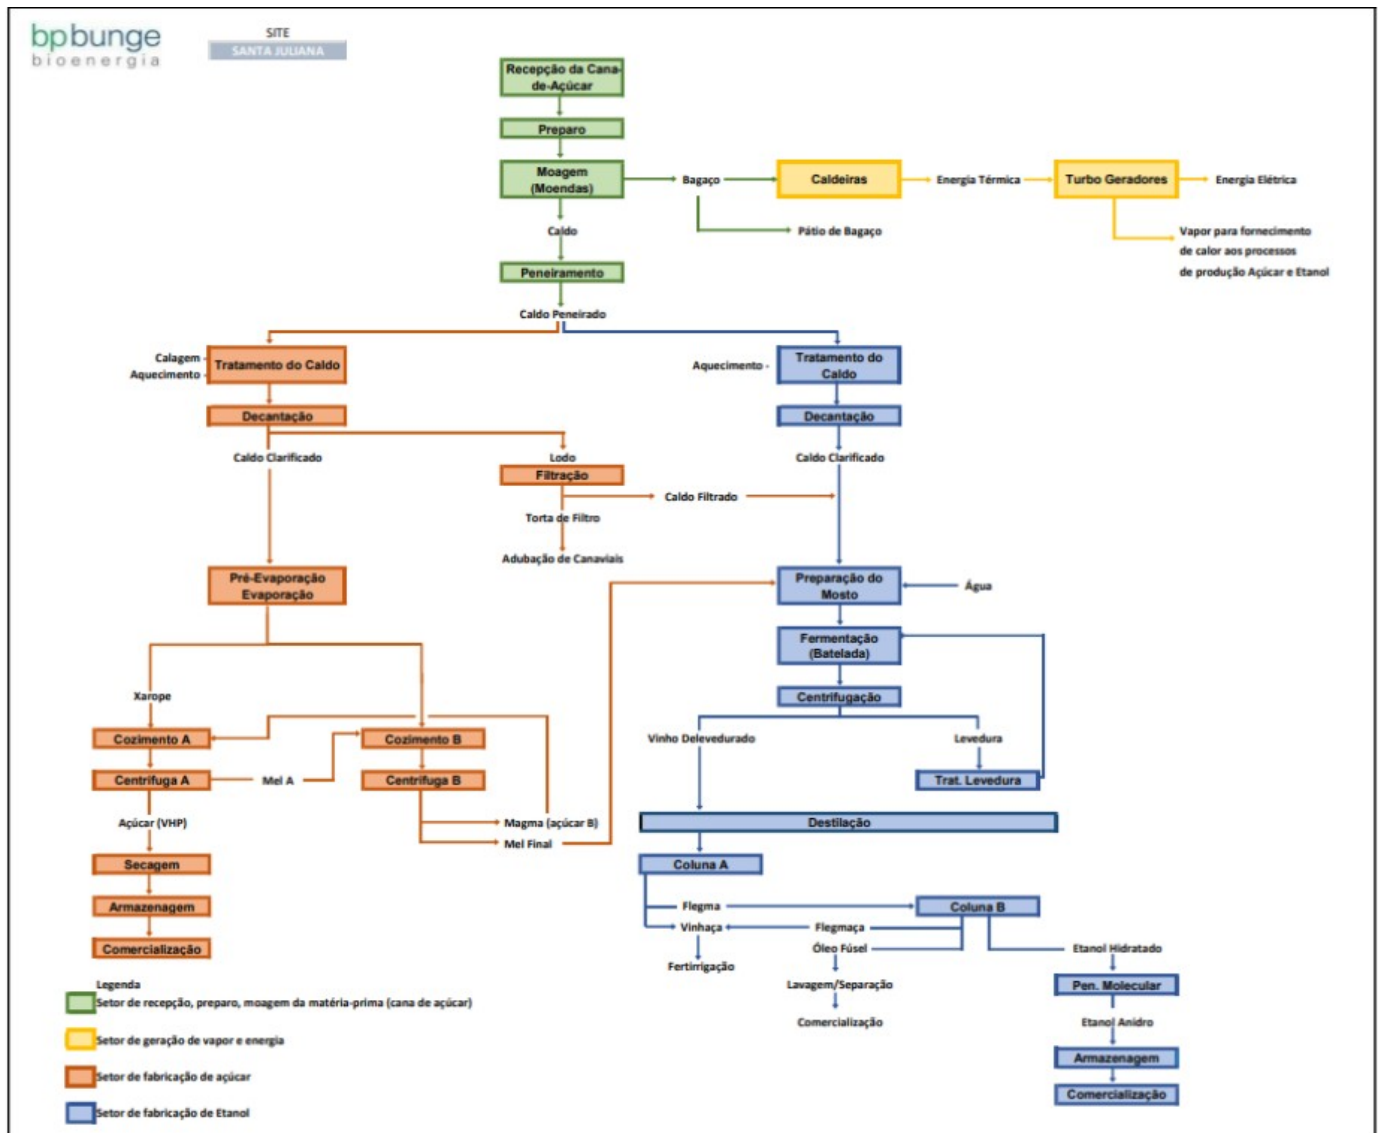 bpbunge
bioenergia
SITE
SANTA JULIANA
Recepção da Cana-
de-Açúcar
Preparo
Moagem
(Moendas)
Bagaço
Caldeiras
Energia Térmica
Turbo Geradores
Energia Elétrica
Caldo
Pátio de Bagaço
Vapor para fornecimento
de calor aos processos
de produção Açúcar e Etanol
Peneiramento
Caldo Peneirado
Calagem -
Aquecimento -
Tratamento do Caldo
Aquecimento -
Tratamento do
Caldo
Decantação
Decantação
Caldo Clarificado
Lodo
Caldo Clarificado
Filtração
Caldo Filtrado
Torta de Filtro
Adubação de Canaviais
Pré-Evaporação
Evaporação
Preparação do
Mosto
Água
Fermentação
(Batelada)
Xarope
Centrifugação
Cozimento A
Cozimento B
Vinho Delevedurado
Levedura
Centrífuga A
Mel A
Centrífuga B
Trat. Levedura
Açúcar (VHP)
Magma (açúcar B)
Destilação
Mel Final
Secagem
Coluna A
Armazenagem
Flegma
Coluna B
Vinhaça
Flegmaça
Comercialização
Óleo Fúsel
Etanol Hidratado
Fertirrigação
Lavagem/Separação
Pen. Molecular
Comercialização
Etanol Anidro
Armazenagem
Comercialização
Legenda
Setor de recepção, preparo, moagem da matéria-prima (cana de açúcar)
Setor de geração de vapor e energia
Setor de fabricação de açúcar
Setor de fabricação de Etanol